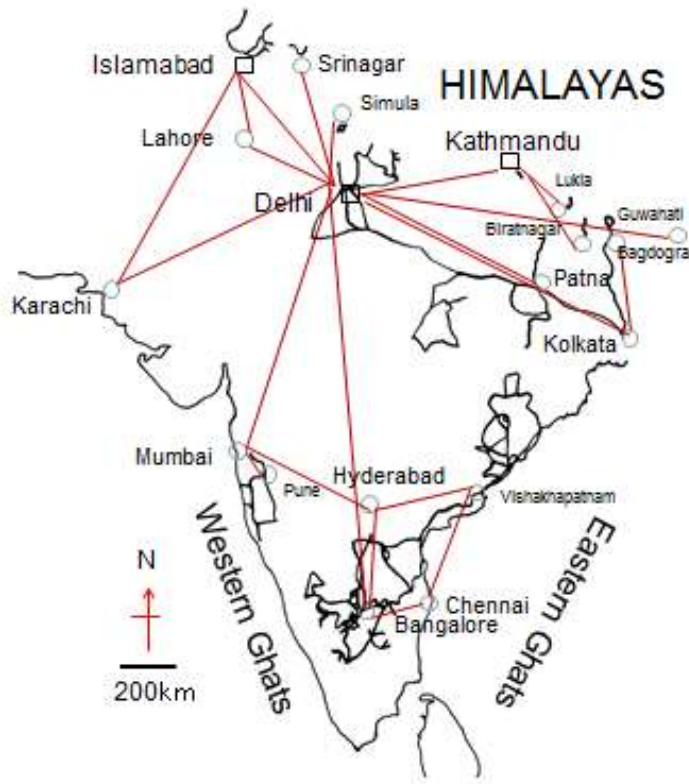 Islamabad
Srinagar
HIMALAYAS
Simula
Lahore
Kathmandu
Delhi
Lukla
Guwahati
Biratnagar
Bagdogra
Patna
Karachi
Kolkata
Mumbai
Hyderabad
Pune
Vlshakhapatnam
Western Ghats
Eastern Ghats
N
Chennai
Bangalore
200km